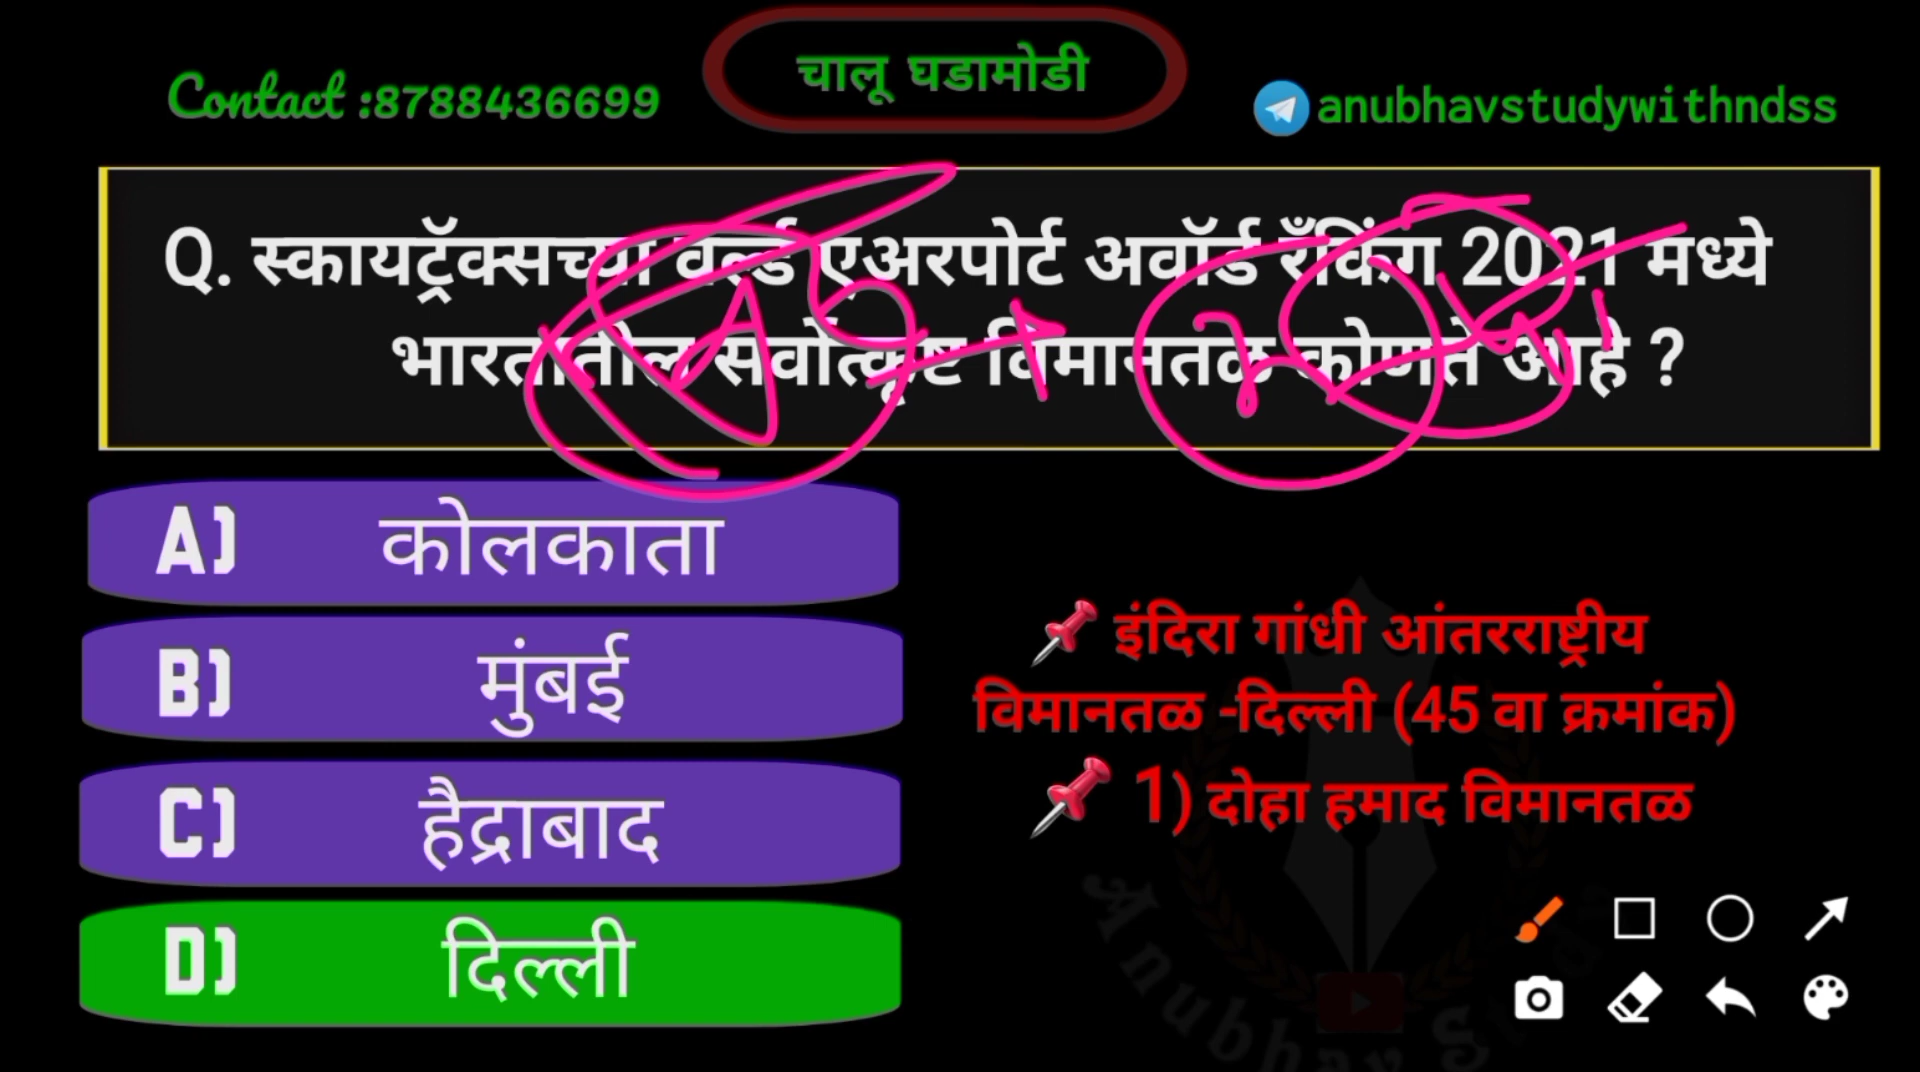 Contact :8788436699
चालू घडामोडी
anubhavstudywithndss
Q. स्कायट्रॅक्सच्या वर्ल्ड एअरपोर्ट अवॉर्ड रँकिंग 2021 मध्ये
भारतातील सर्वोत्कृष्ट विमानतळ कोणते आहे ?
A) कोलकाता
B) मुंबई
C) हैद्राबाद
D) दिल्ली
इंदिरा गांधी आंतरराष्ट्रीय
विमानतळ -दिल्ली (45 वा क्रमांक)
1) दोहा हमाद विमानतळ
Anubhav